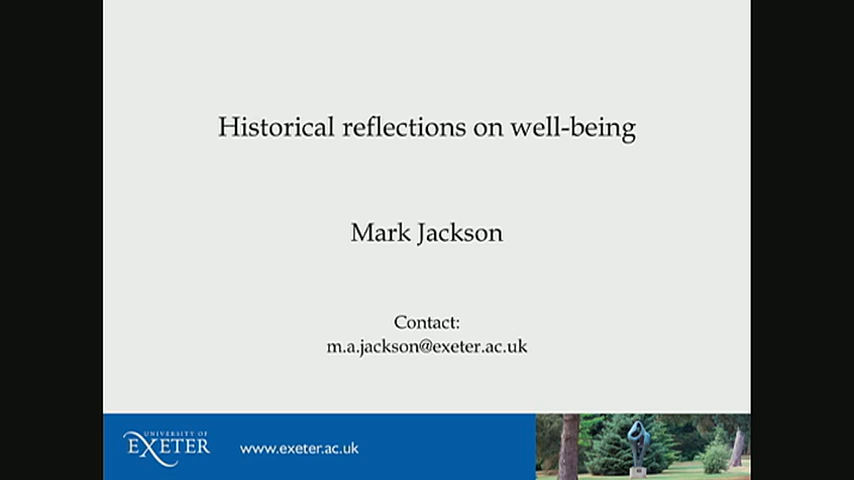 Historical reflections on well-being
Mark Jackson
Contact:
m.a.jackson@exeter.ac.uk
UNIVERSITY OF
EXETER
www.exeter.ac.uk